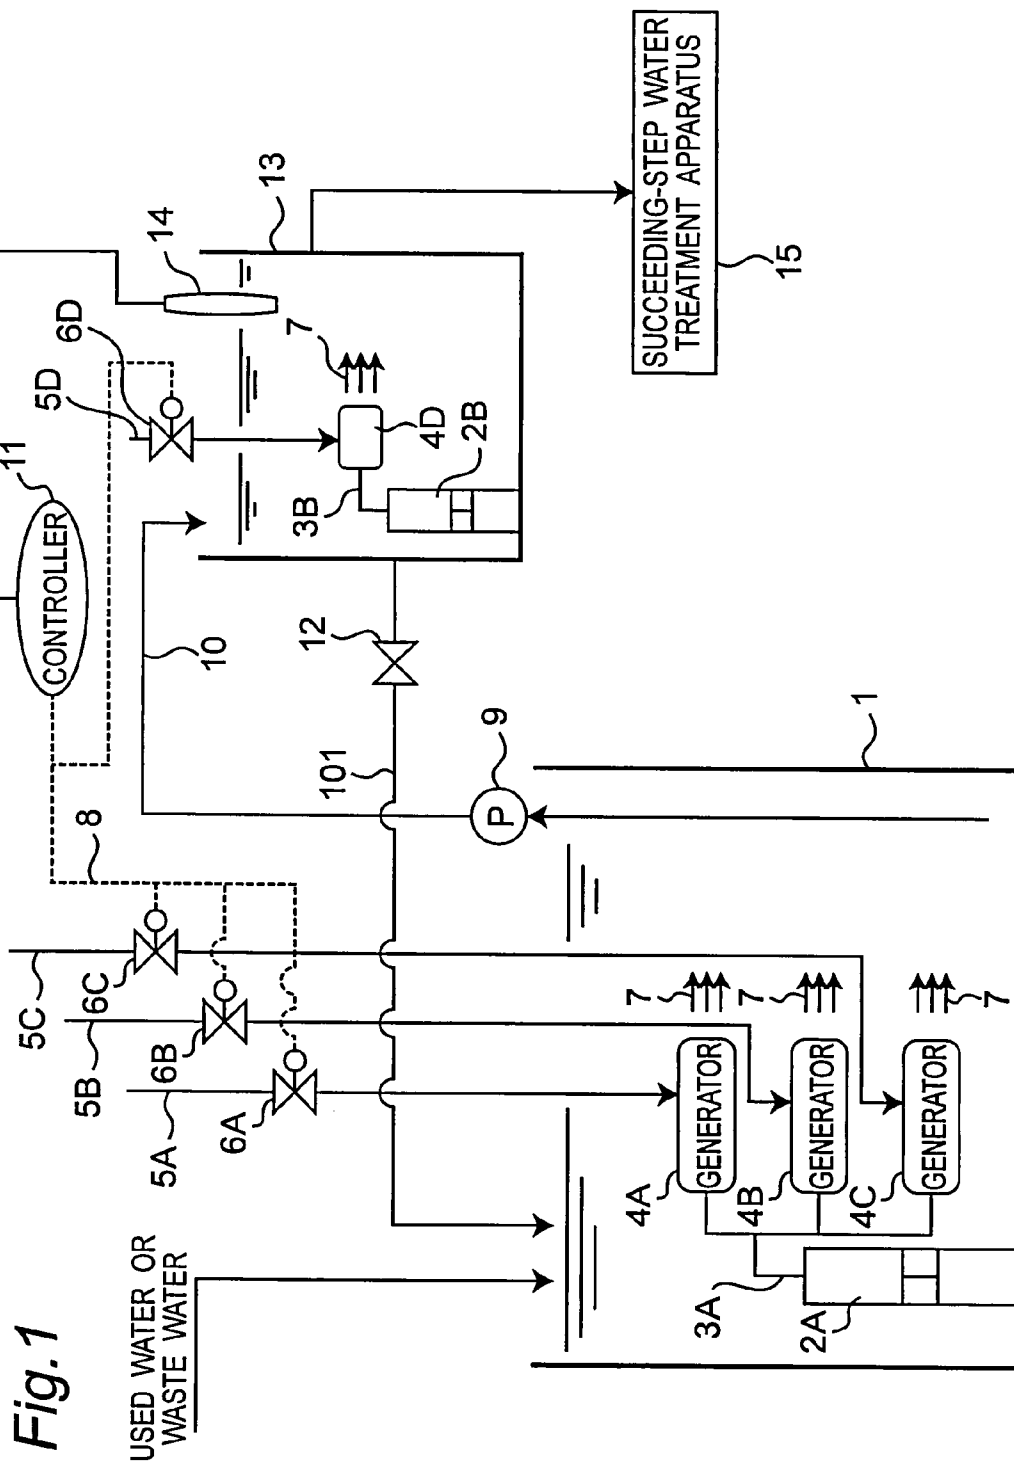 Fig.1
USED WATER OR
WASTE WATER
5A
5B
5C
6A
6B
6C
8
11
CONTROLLER
5D
6D
14
13
10
7
4D
3B
2B
12
101
9
P
1
SUCCEEDING-STEP WATER
TREATMENT APPARATUS
15
4A
GENERATOR
7
4B
GENERATOR
7
4C
GENERATOR
7
3A
2A